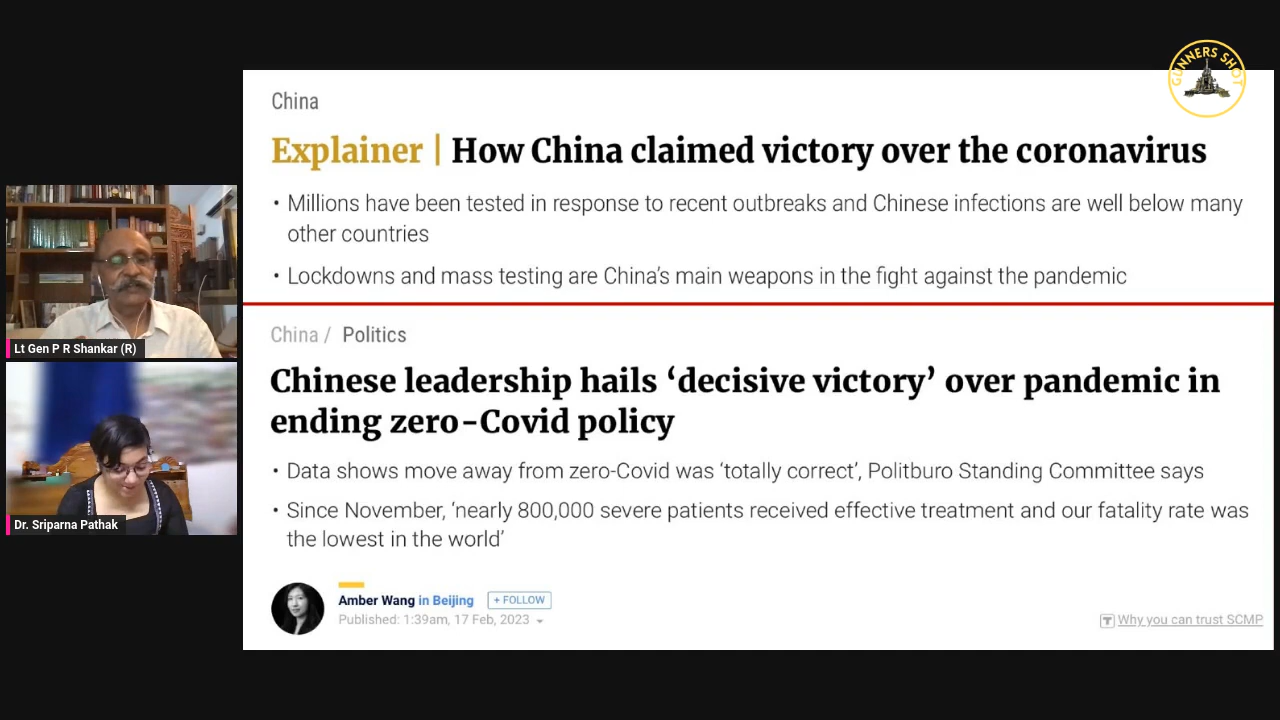 GUNNERS SHOT
China
Explainer | How China claimed victory over the coronavirus
• Millions have been tested in response to recent outbreaks and Chinese infections are well below many
other countries
• Lockdowns and mass testing are China's main weapons in the fight against the pandemic
China / Politics
Chinese leadership hails ‘decisive victory’ over pandemic in
ending zero-Covid policy
• Data shows move away from zero-Covid was ‘totally correct’, Politburo Standing Committee says
• Since November, ‘nearly 800,000 severe patients received effective treatment and our fatality rate was
the lowest in the world’
Amber Wang in Beijing + FOLLOW
Published: 1:39am, 17 Feb, 2023
Why you can trust SCMP
Lt Gen P R Shankar (R)
Dr. Sriparna Pathak